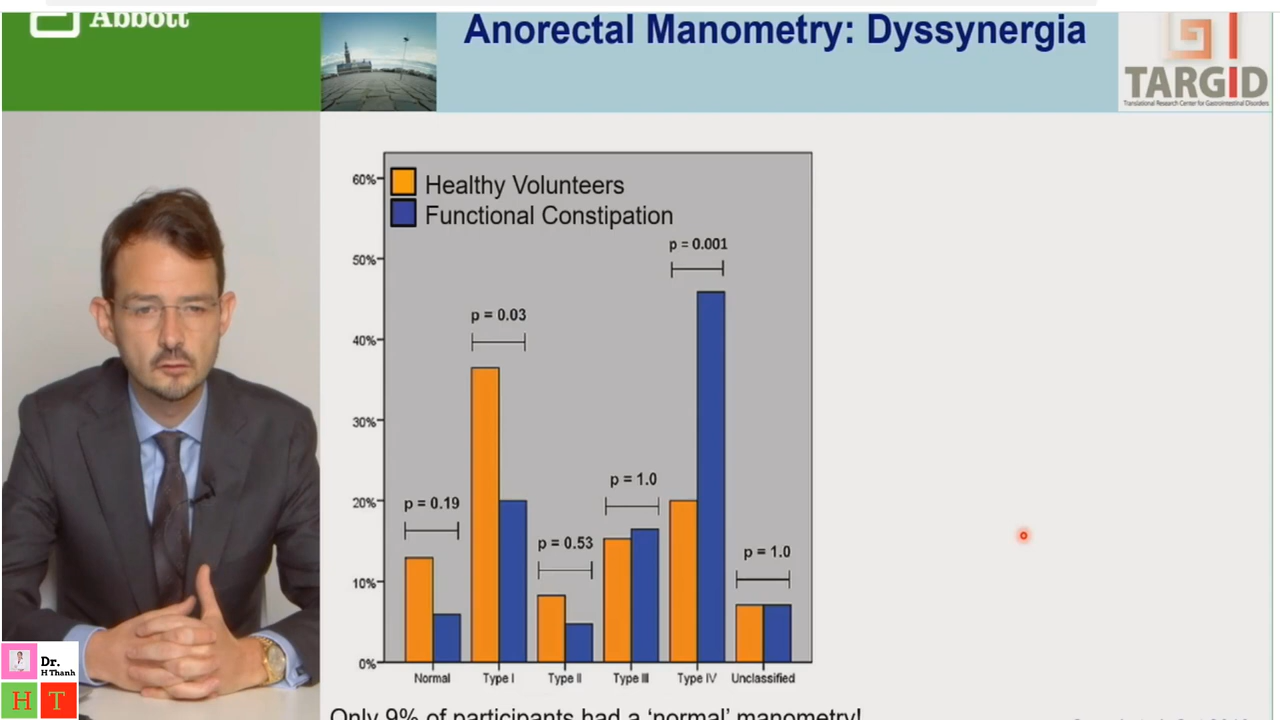 Abbott
Anorectal Manometry: Dyssynergia
TARGID
Translational Research Center for Gastrointestinal Disorders
60%
50%
40%
30%
20%
10%
0%
Healthy Volunteers
Functional Constipation
p = 0.19
p = 0.03
p = 0.53
p = 1.0
p = 0.001
p = 1.0
Normal
Type I
Type II
Type III
Type IV
Unclassified
Only 9% of participants had a 'normal' manometry!
Dr.
H Thanh
H T